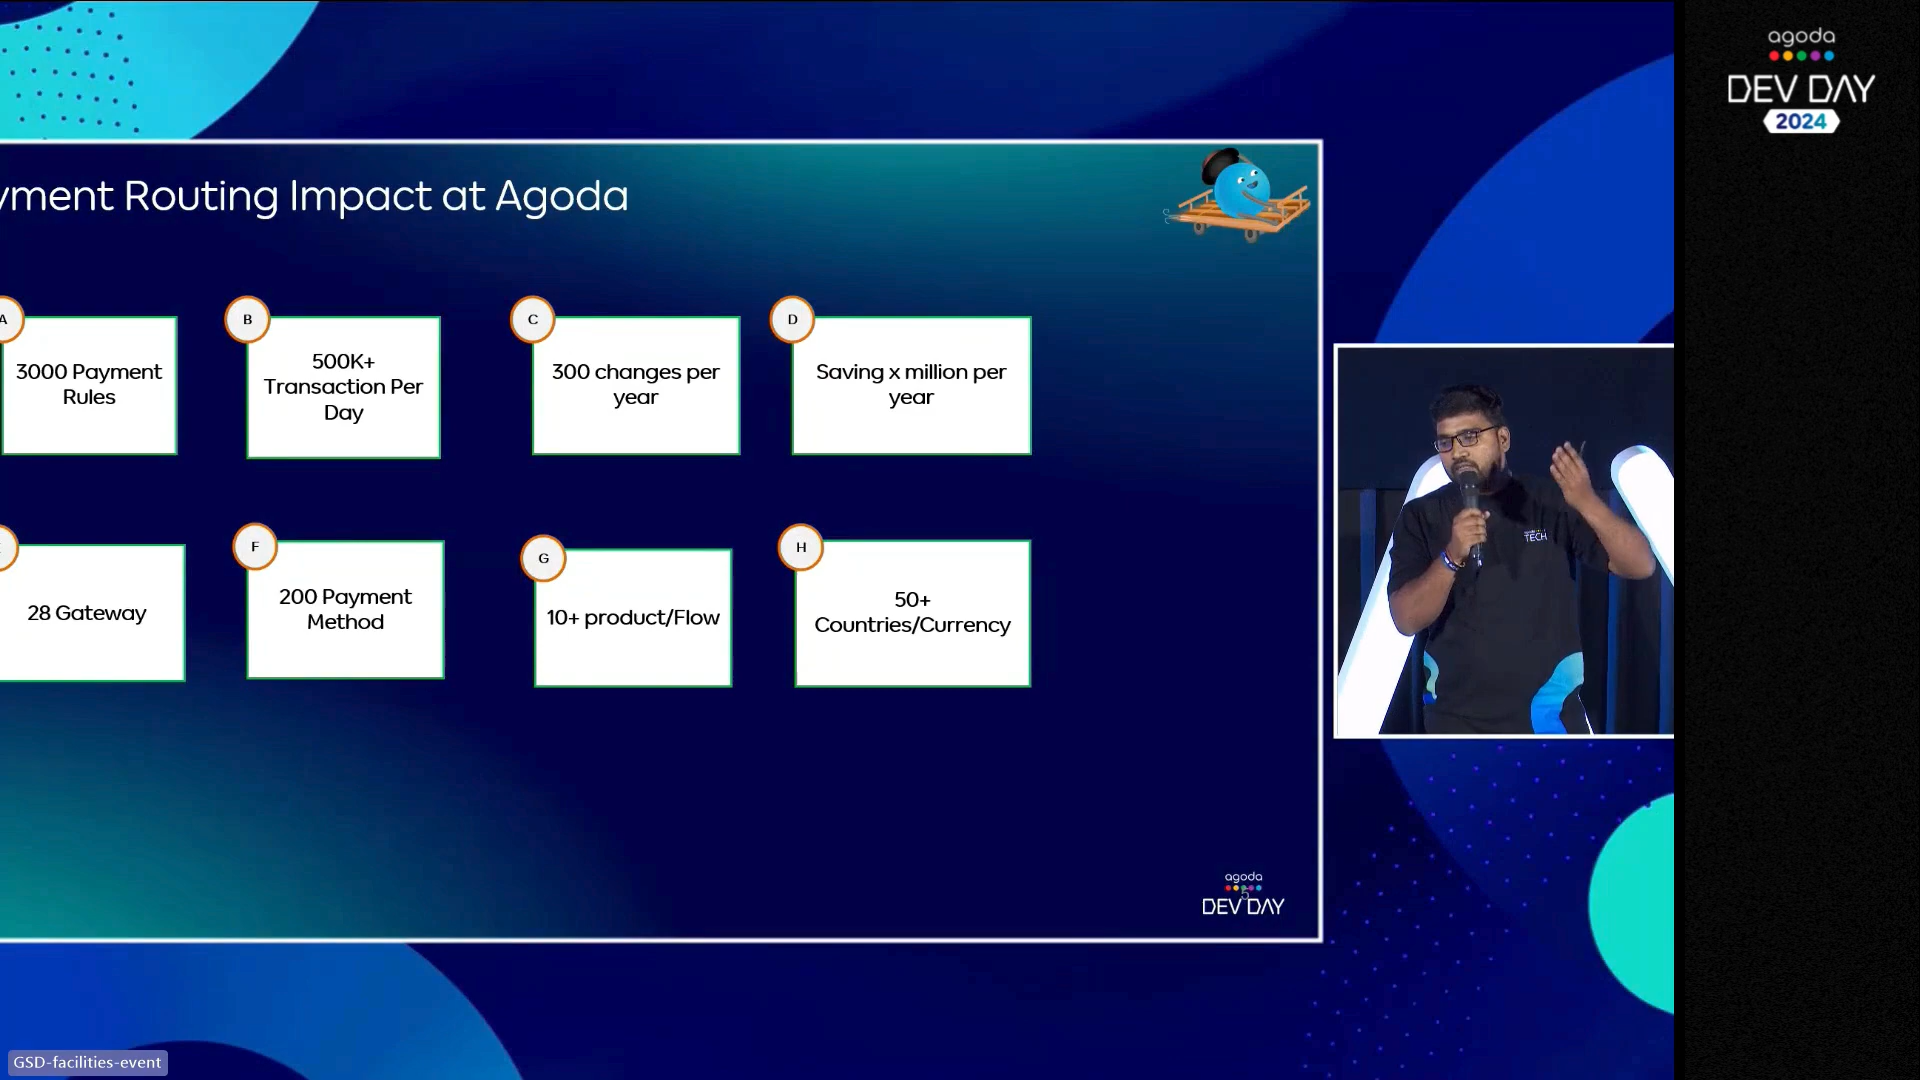 agoda
DEV DAY
2024
yment Routing Impact at Agoda
A
3000 Payment
Rules
B
500K+
Transaction Per
Day
C
300 changes per
year
D
Saving x million per
year
28 Gateway
F
200 Payment
Method
G
10+ product/Flow
H
50+
Countries/Currency
TECH
agoda
5
DEV DAY
GSD-facilities-event